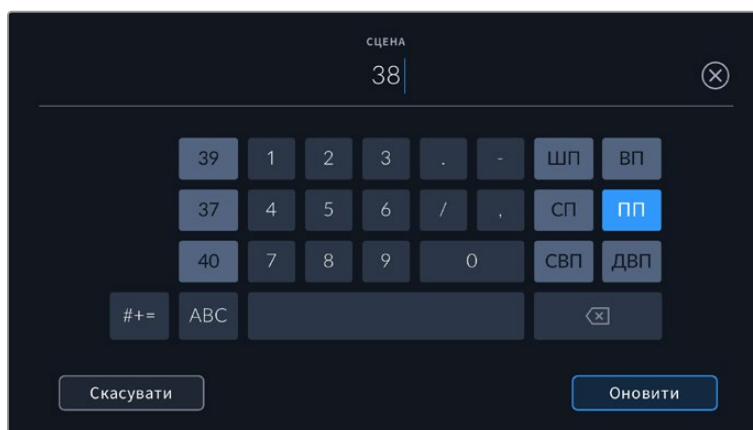 СЦЕНА
38
39 1 2 3 . - ШП ВП
37 4 5 6 / , СП ПП
40 7 8 9 0 СВП ДВП
#+= ABC
Скасувати Оновити